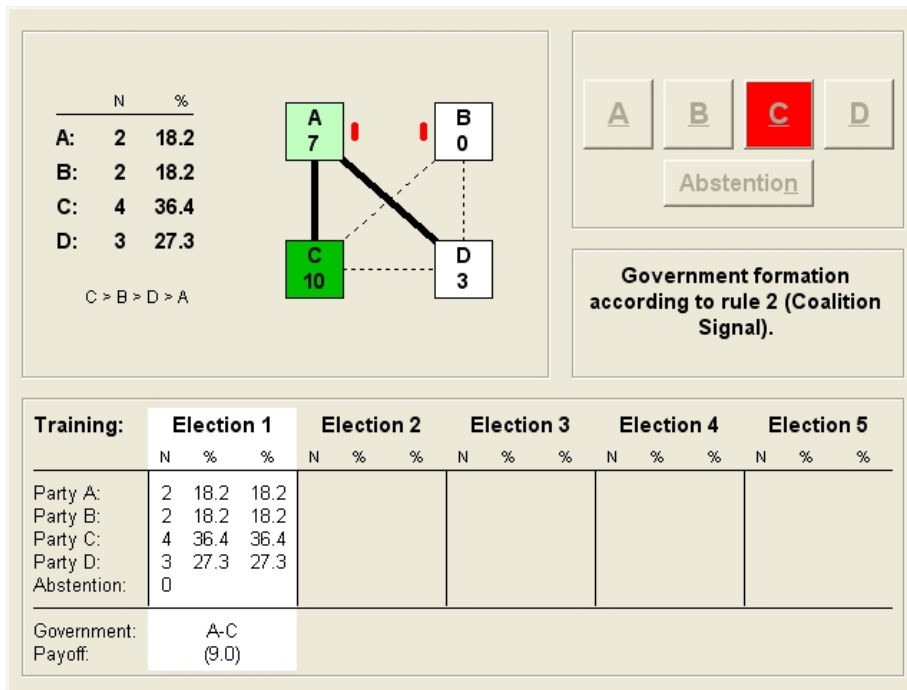 N %
A: 2 18.2
B: 2 18.2
C: 4 36.4
D: 3 27.3
C > B > D > A
A
7
B
0
C
10
D
3
A B C D
Abstention
Government formation
according to rule 2 (Coalition
Signal).
Training: Election 1 Election 2 Election 3 Election 4 Election 5
N % % N % % N % % N % % N % %
Party A: 2 18.2 18.2
Party B: 2 18.2 18.2
Party C: 4 36.4 36.4
Party D: 3 27.3 27.3
Abstention: 0
Government: A-C
Payoff: (9.0)